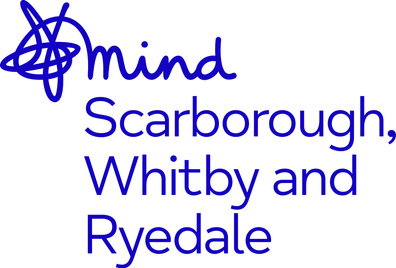 mind
Scarborough,
Whitby and
Ryedale